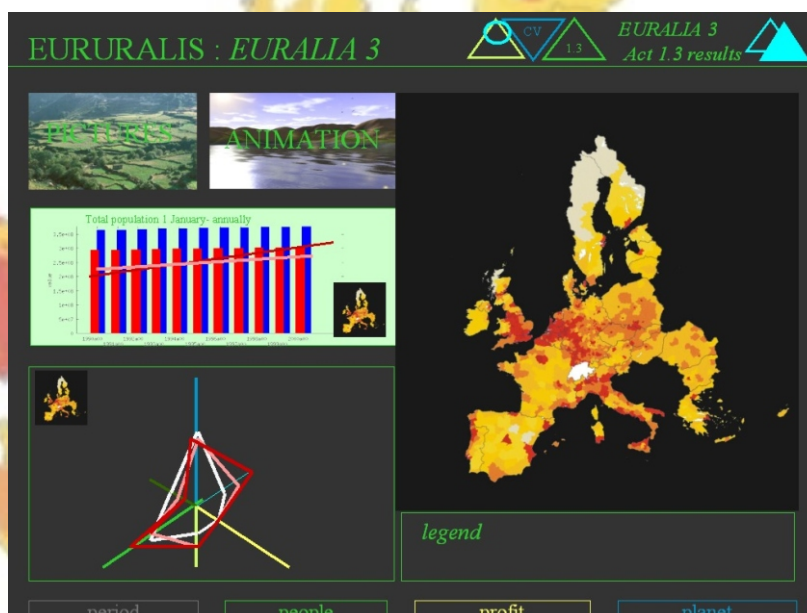 EURURALIS : EURALIA 3
CV
1.3
EURALIA 3
Act 1.3 results
PICTURES
ANIMATION
Total population 1 January- annually
legend
period
people
profit
planet